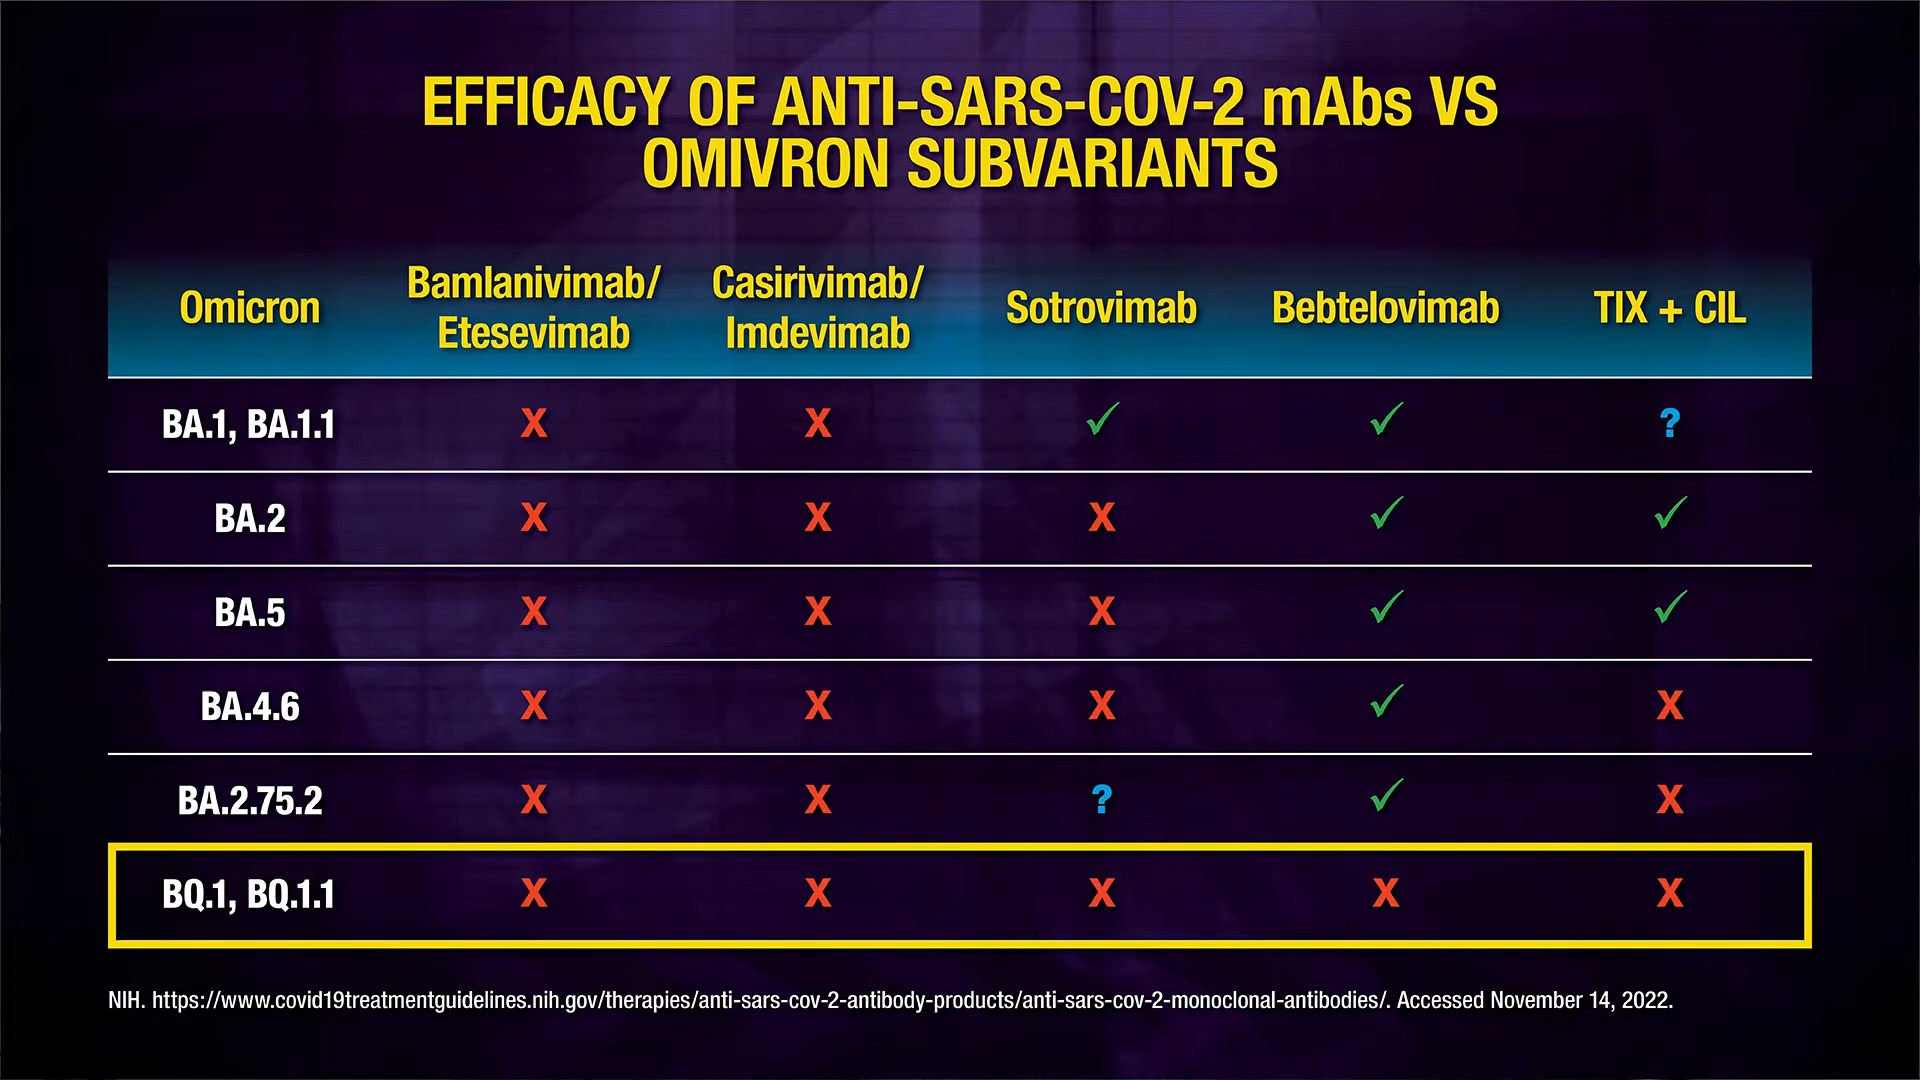 EFFICACY OF ANTI-SARS-COV-2 mAbs VS
OMIVRON SUBVARIANTS
Omicron Bamlanivimab/ Etesevimab Casirivimab/ Imdevimab Sotrovimab Bebtelovimab TIX + CIL
BA.1, BA.1.1 X X ✓ ✓ ?
BA.2 X X X ✓ ✓
BA.5 X X X ✓ ✓
BA.4.6 X X X ✓ X
BA.2.75.2 X X ? ✓ X
BQ.1, BQ.1.1 X X X X X
NIH. https://www.covid19treatmentguidelines.nih.gov/therapies/anti-sars-cov-2-antibody-products/anti-sars-cov-2-monoclonal-antibodies/. Accessed November 14, 2022.